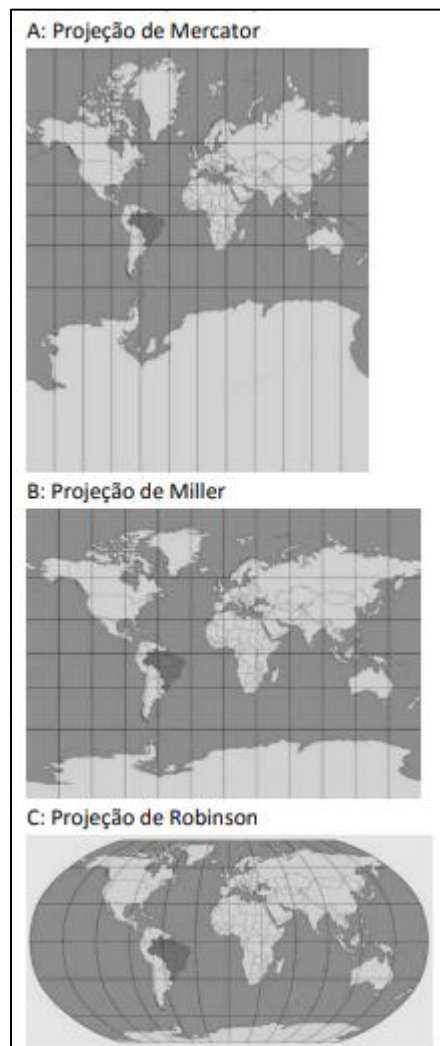 A: Projeção de Mercator
B: Projeção de Miller
C: Projeção de Robinson